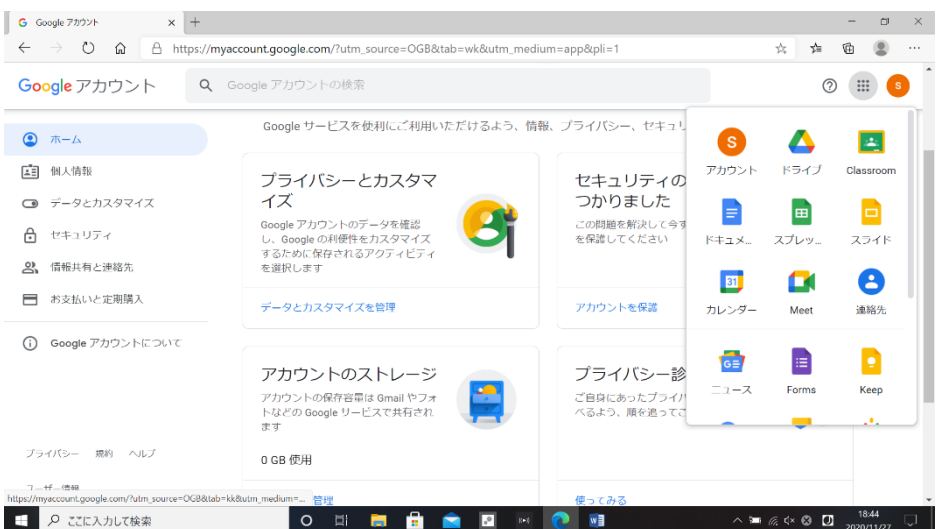 Google アカウント
https://myaccount.google.com/?utm_source=OGB&tab=wk&utm_medium=app&pli=1
Google アカウント
Google アカウントの検索
S
ホーム
個人情報
データとカスタマイズ
セキュリティ
情報共有と連絡先
お支払いと定期購入
Google アカウントについて
プライバシー 規約 ヘルプ
ユーザー情報
Google サービスを便利にご利用いただけるよう、情報、プライバシー、セキュリ
プライバシーとカスタマ
イズ
Google アカウントのデータを確認
し、Google の利便性をカスタマイズ
するために保存されるアクティビティ
を選択します
データとカスタマイズを管理
セキュリティの
つかりました
この問題を解決して今す
を保護してください
アカウントを保護
アカウントのストレージ
アカウントの保存容量は Gmail やフォ
トなどの Google サービスで共有され
ます
0 GB 使用
管理
プライバシー診
ご自身にあったプライバ
べるよう、順を追ってご
使ってみる
S
アカウント
ドライブ
Classroom
ドキュメ...
スプレッ...
スライド
31
カレンダー
Meet
連絡先
ニュース
Forms
Keep
https://myaccount.google.com/?utm_source=OGB&tab=kk&utm_medium=...
ここに入力して検索
18:44
2020/11/27